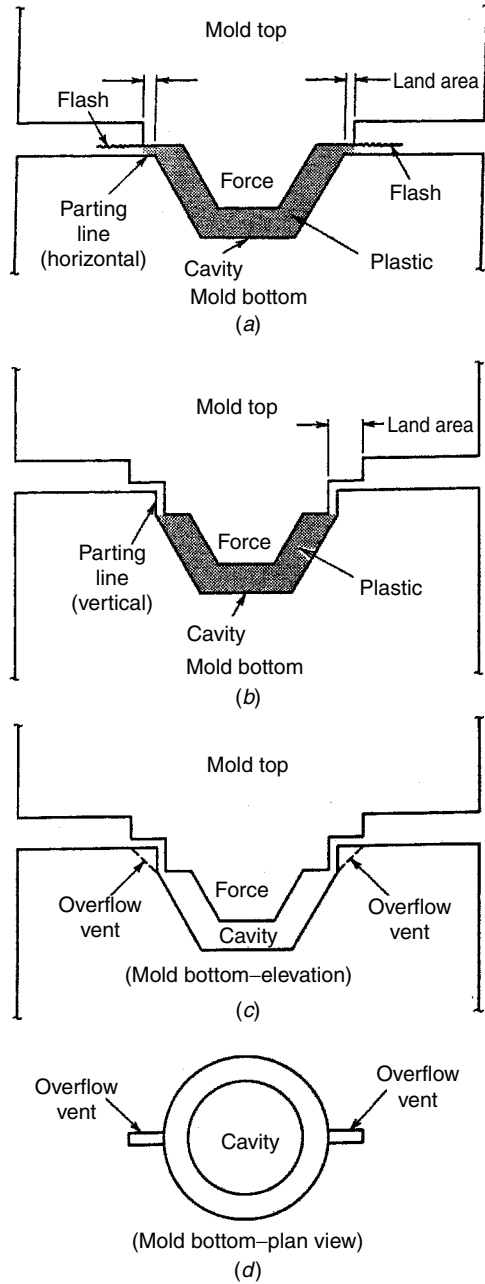 Mold top
Land area
Flash
Force
Flash
Parting
line
(horizontal)
Plastic
Cavity
Mold bottom
(a)
Mold top
Land area
Force
Parting
line
(vertical)
Plastic
Cavity
Mold bottom
(b)
Mold top
Force
Overflow
vent
Overflow
vent
Cavity
(Mold bottom–elevation)
(c)
Overflow
vent
Overflow
vent
Cavity
(Mold bottom–plan view)
(d)